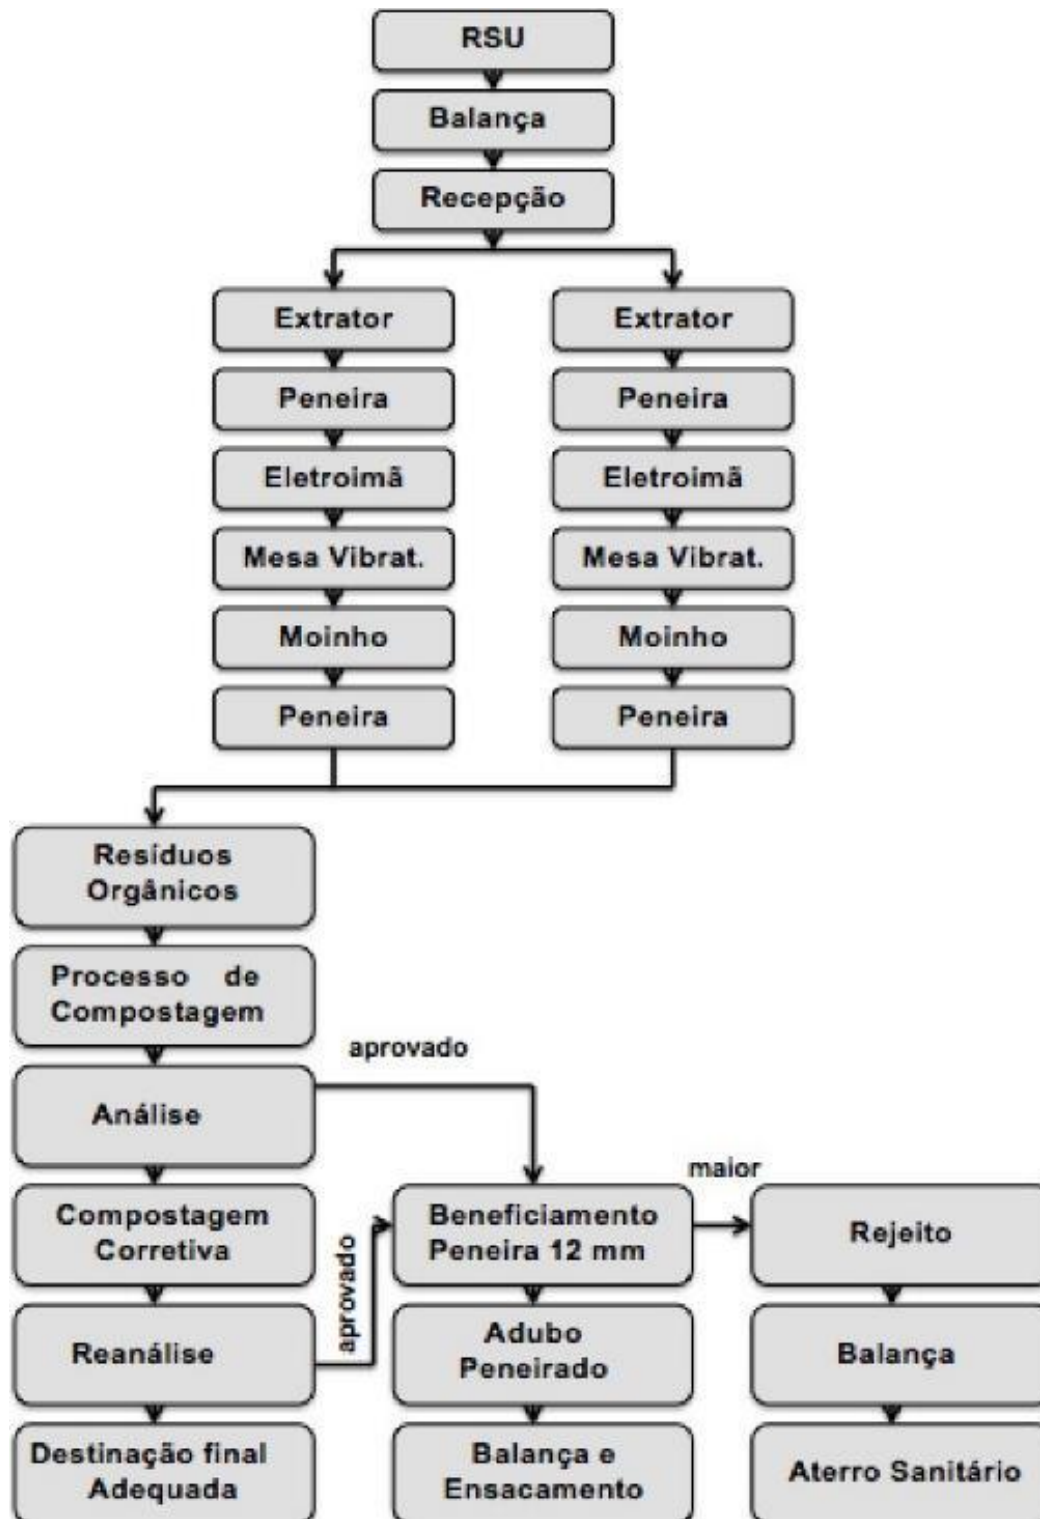 RSU
Balança
Recepção
Extrator
Extrator
Peneira
Peneira
Eletroimã
Eletroimã
Mesa Vibrat.
Mesa Vibrat.
Moinho
Moinho
Peneira
Peneira
Resíduos
Orgânicos
Processo de
Compostagem
aprovado
Análise
maior
Compostagem
Corretiva
aprovado
Beneficiamento
Peneira 12 mm
Rejeito
Reanálise
Adubo
Peneirado
Balança
Destinação final
Adequada
Balança e
Ensacamento
Aterro Sanitário